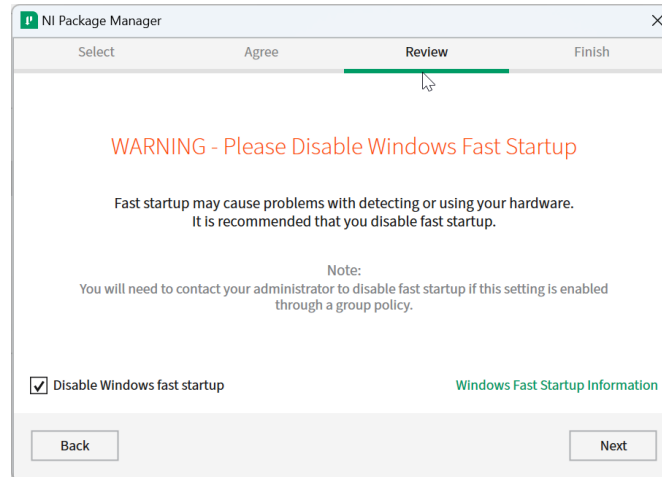 NI Package Manager
Select Agree Review Finish
WARNING - Please Disable Windows Fast Startup
Fast startup may cause problems with detecting or using your hardware.
It is recommended that you disable fast startup.
Note:
You will need to contact your administrator to disable fast startup if this setting is enabled
through a group policy.
Disable Windows fast startup Windows Fast Startup Information
Back Next